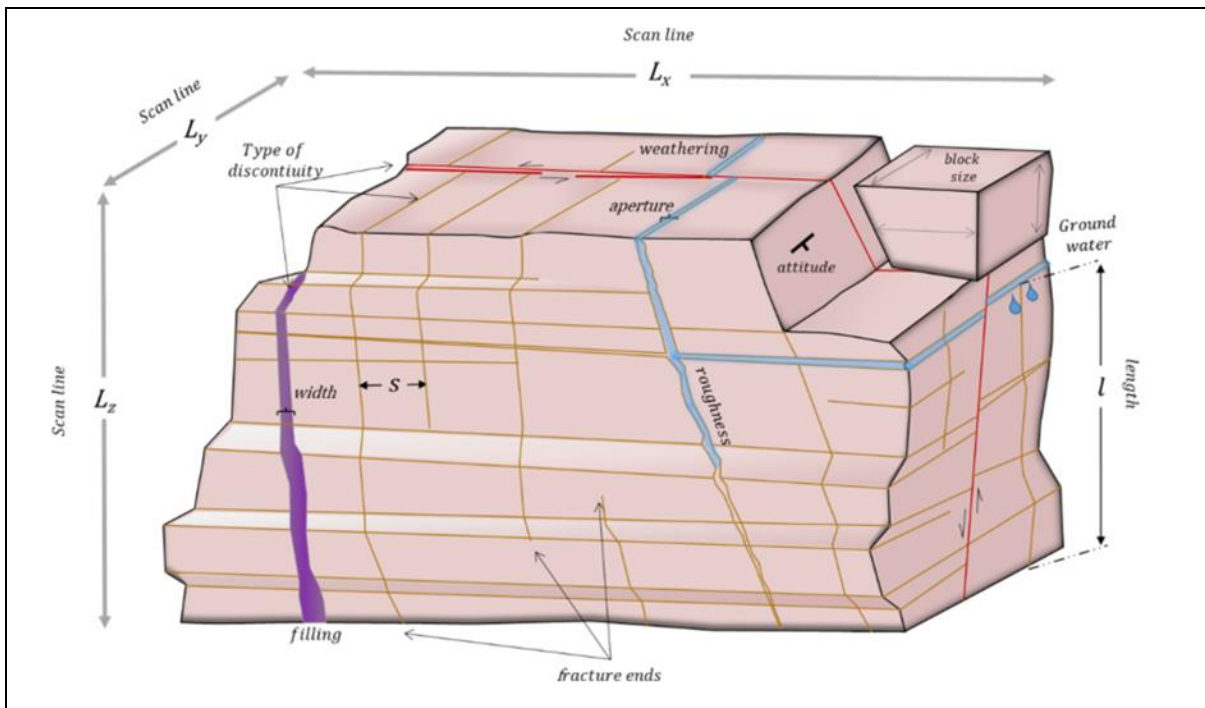 Scan line
Lx
Scan line
Ly
Type of
discontiuity
weathering
block
size
aperture
Ground
water
attitude
Scan line
Lz
width
S
roughness
l
length
filling
fracture ends